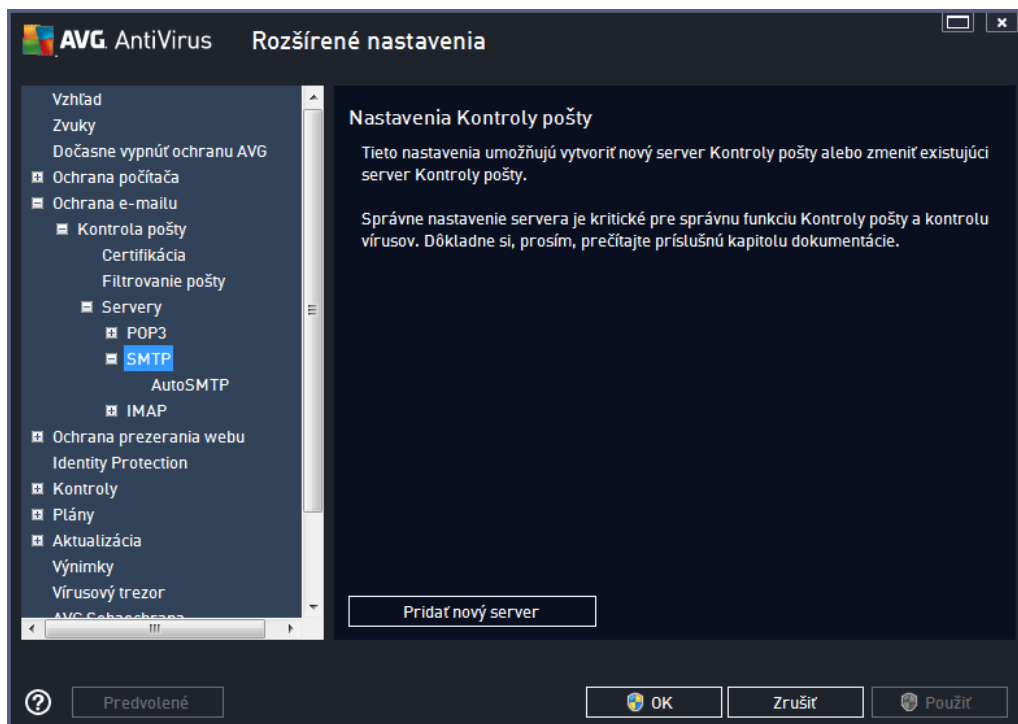 AVG. AntiVirus Rozšírené nastavenia
Vzhľad
Zvuky
Dočasne vypnúť ochranu AVG
Ochrana počítača
Ochrana e-mailu
Kontrola pošty
Certifikácia
Filtrovanie pošty
Servery
POP3
SMTP
AutoSMTP
IMAP
Ochrana prezerania webu
Identity Protection
Kontroly
Plány
Aktualizácia
Výnimky
Vírusový trezor
AVG Sebaochrana
Nastavenia Kontroly pošty
Tieto nastavenia umožňujú vytvoriť nový server Kontroly pošty alebo zmeniť existujúci
server Kontroly pošty.
Správne nastavenie servera je kritické pre správnu funkciu Kontroly pošty a kontrolu
vírusov. Dôkladne si, prosím, prečítajte príslušnú kapitolu dokumentácie.
Pridať nový server
Predvolené
OK
Zrušiť
Použiť